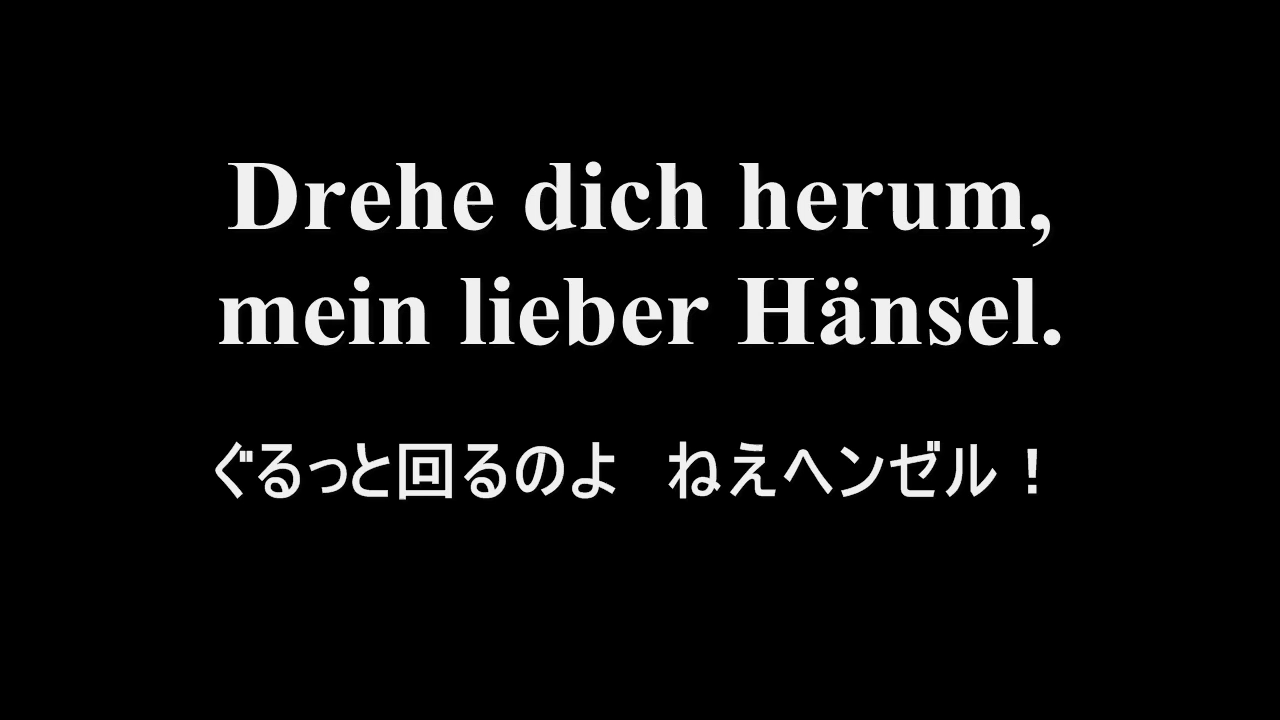 Drehe dich herum,
mein lieber Hänsel.
ぐるっと回るのよ　ねえヘンゼル！